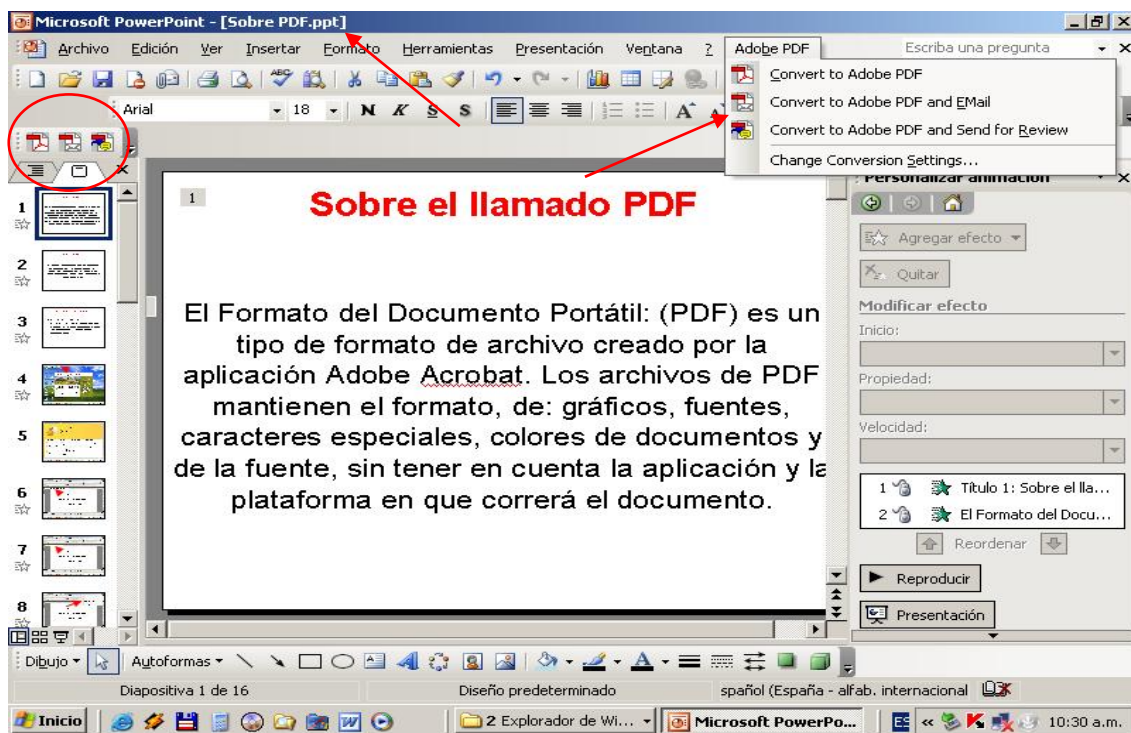 Microsoft PowerPoint - [Sobre PDF.ppt]
Archivo Edición Ver Insertar Formato Herramientas Presentación Ventana ? Adobe PDF Escriba una pregunta
Convert to Adobe PDF
Convert to Adobe PDF and EMail
Convert to Adobe PDF and Send for Review
Change Conversion Settings...
Arial 18 N K S S
Personalizar animación
Agregar efecto
Quitar
Modificar efecto
Inicio:
Propiedad:
Velocidad:
1 Título 1: Sobre el lla...
2 El Formato del Docu...
Reordenar
Reproducir
Presentación
1
2
3
4
5
6
7
8
1
Sobre el llamado PDF
El Formato del Documento Portátil: (PDF) es un
tipo de formato de archivo creado por la
aplicación Adobe Acrobat. Los archivos de PDF
mantienen el formato, de: gráficos, fuentes,
caracteres especiales, colores de documentos y
de la fuente, sin tener en cuenta la aplicación y la
plataforma en que correrá el documento.
Dibujo Autoformas
Diapositiva 1 de 16 Diseño predeterminado spañol (España - alfab. internacional
Inicio 2 Explorador de Wi... Microsoft PowerPo... ES 10:30 a.m.